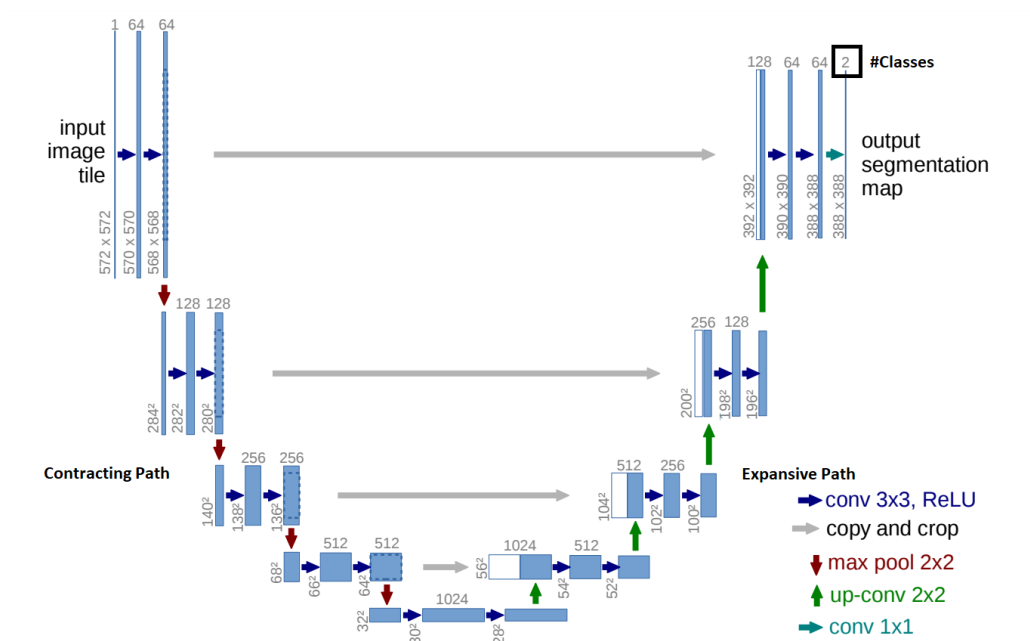 1 64 64
128 64 64 2 #Classes
input
image
tile
output
segmentation
map
572 x 572
570 x 570
568 x 568
392 x 392
390 x 390
388 x 388
388 x 388
128 128
256 128
284²
282²
280²
200²
198²
196²
Contracting Path
256 256
512 256
Expansive Path
140²
138²
136²
104²
102²
100²
conv 3x3, ReLU
copy and crop
max pool 2x2
up-conv 2x2
conv 1x1
512 512
1024 512
68²
66²
64²
56²
54²
52²
1024
32²
30²
28²